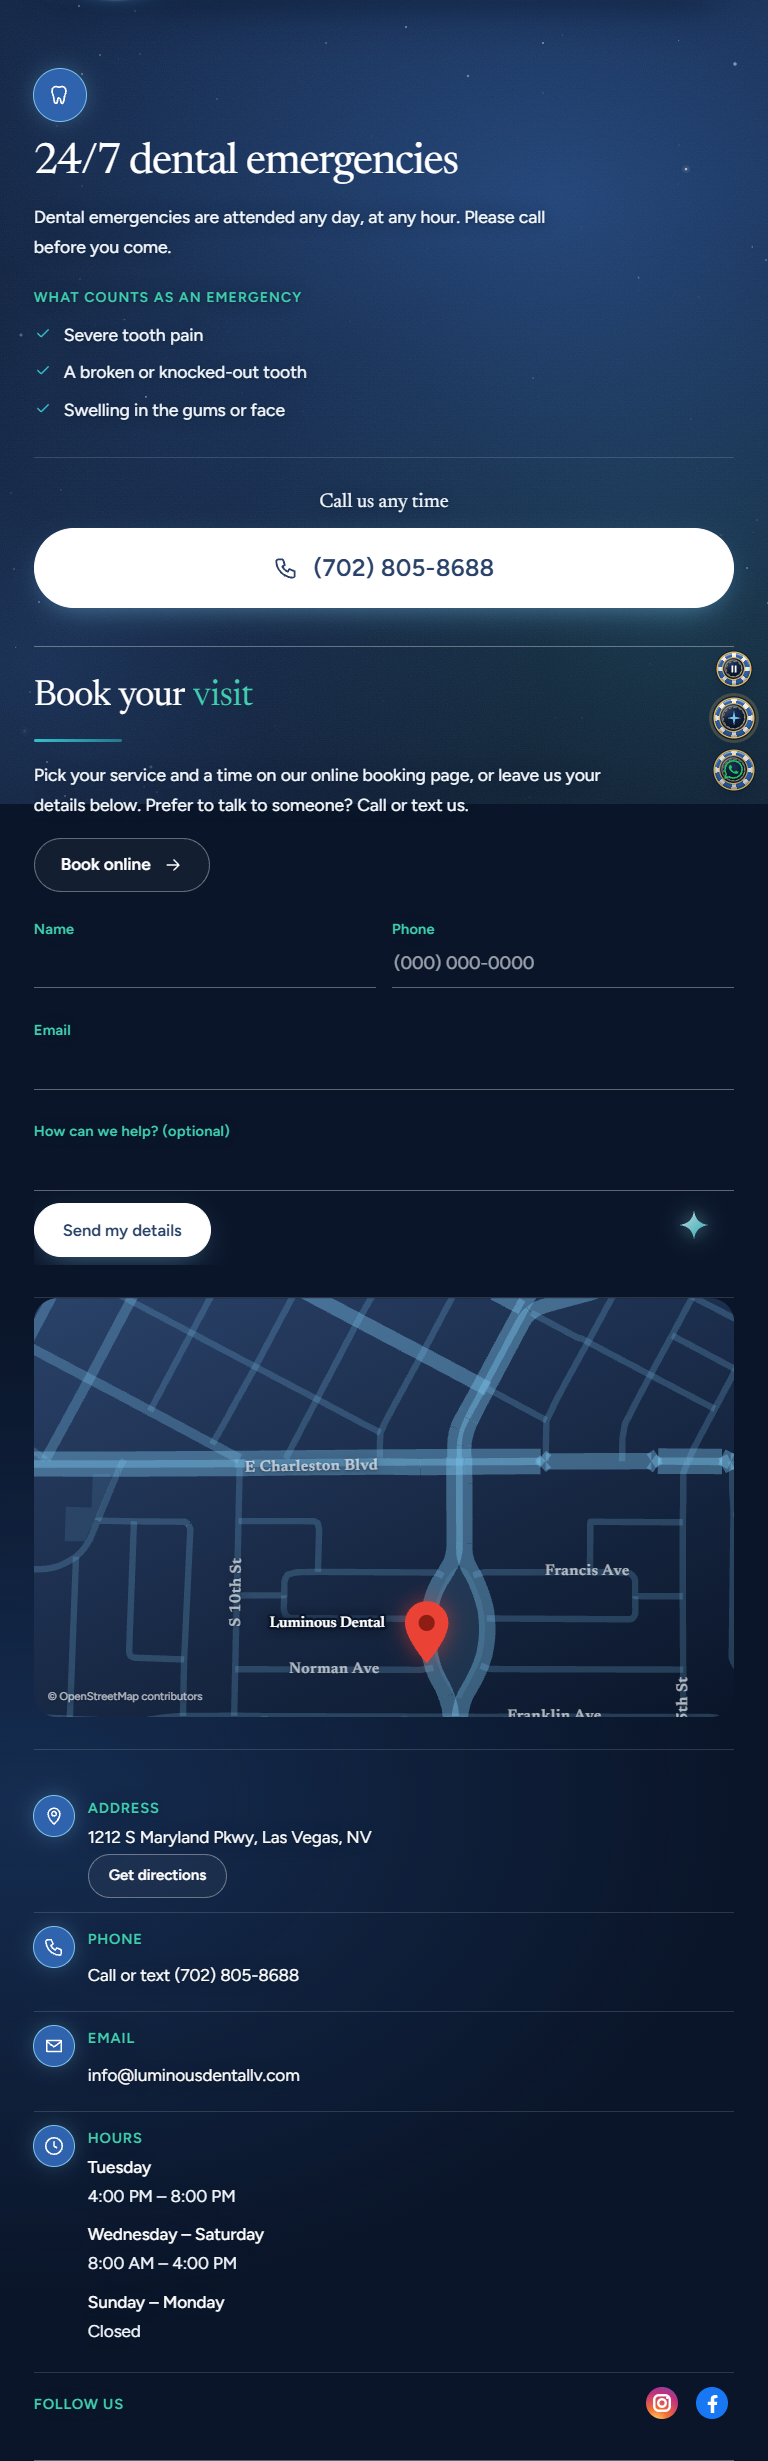 24/7 dental emergencies
Dental emergencies are attended any day, at any hour. Please call
before you come.
WHAT COUNTS AS AN EMERGENCY
Severe tooth pain
A broken or knocked-out tooth
Swelling in the gums or face
Call us any time
(702) 805-8688
Book your visit
Pick your service and a time on our online booking page, or leave us your
details below. Prefer to talk to someone? Call or text us.
Book online
Name
Phone
(000) 000-0000
Email
How can we help? (optional)
Send my details
E Charleston Blvd
S 10th St
Francis Ave
Luminous Dental
Norman Ave
5th St
Franklin Ave
© OpenStreetMap contributors
ADDRESS
1212 S Maryland Pkwy, Las Vegas, NV
Get directions
PHONE
Call or text (702) 805-8688
EMAIL
info@luminousdentallv.com
HOURS
Tuesday
4:00 PM – 8:00 PM
Wednesday – Saturday
8:00 AM – 4:00 PM
Sunday – Monday
Closed
FOLLOW US